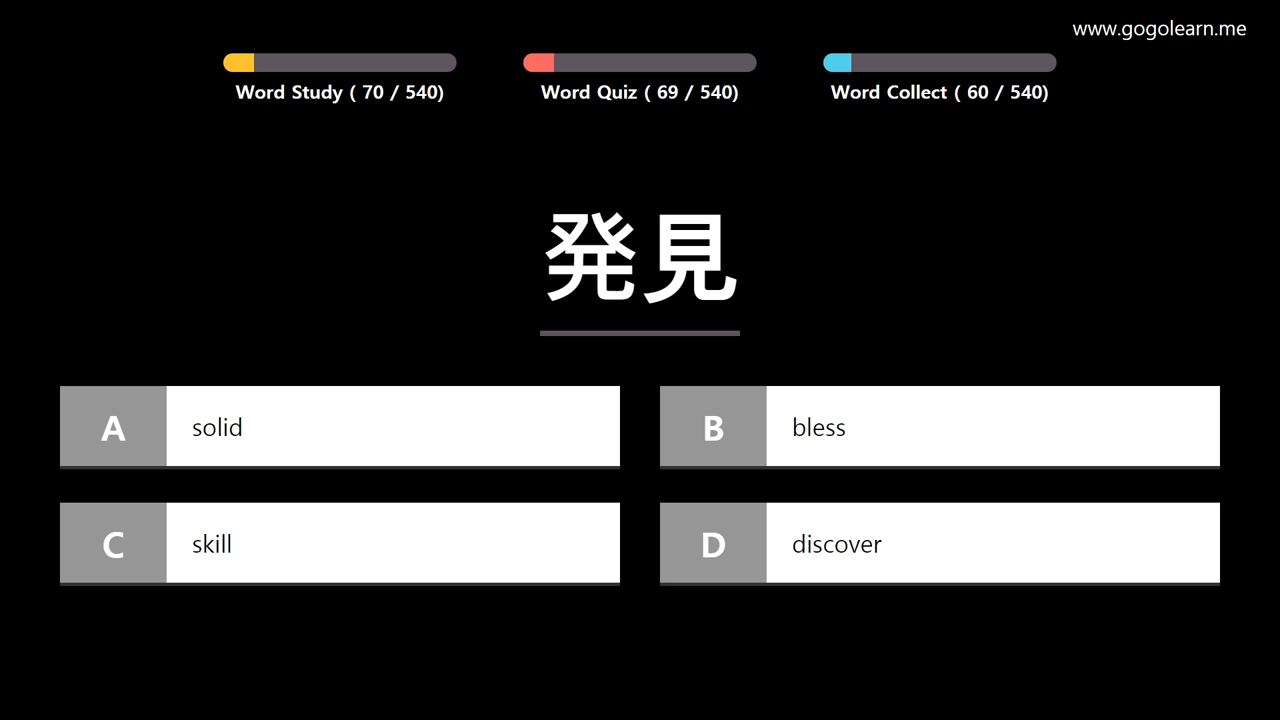 www.gogolearn.me
Word Study ( 70 / 540)
Word Quiz ( 69 / 540)
Word Collect ( 60 / 540)
発見
A solid
B bless
C skill
D discover